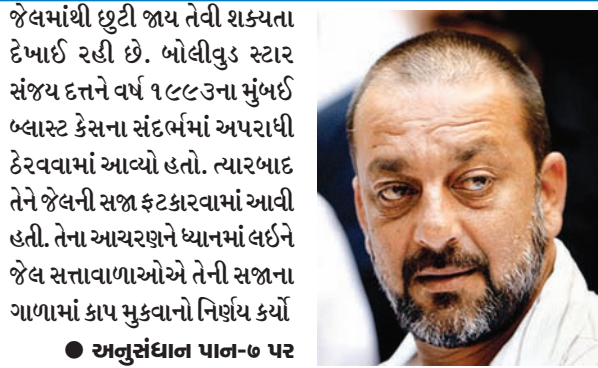 જેલમાંથી છુટી જાય તેવી શક્યતા
દેખાઈ રહી છે. બોલીવુડ સ્ટાર
સંજય દત્તને વર્ષ ૧૯૯૩ના મુંબઈ
બ્લાસ્ટ કેસના સંદર્ભમાં અપરાધી
ઠેરવવામાં આવ્યો હતો. ત્યારબાદ
તેને જેલની સજા ફટકારવામાં આવી
હતી. તેના આચરણને ધ્યાનમાં લઇને
જેલ સત્તાવાળાઓએ તેની સજાના
ગાળામાં કાપ મુકવાનો નિર્ણય કર્યો
● અનુસંધાન પાન-૭ પર